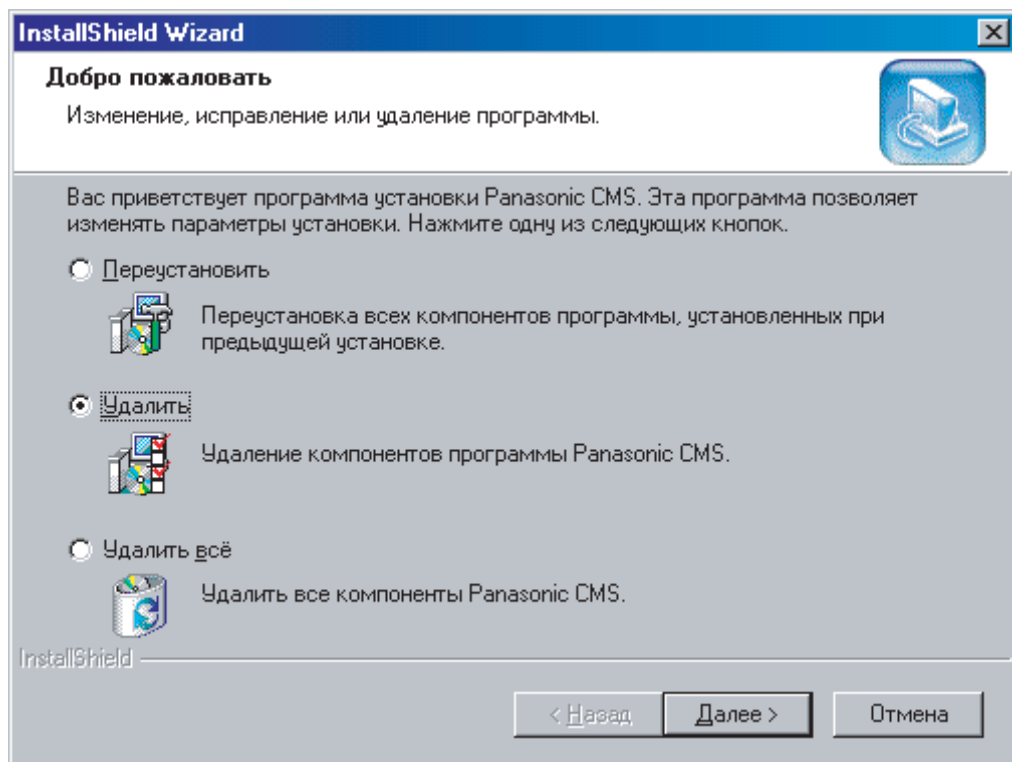 InstallShield Wizard
Добро пожаловать
Изменение, исправление или удаление программы.
Вас приветствует программа установки Panasonic CMS. Эта программа позволяет
изменять параметры установки. Нажмите одну из следующих кнопок.
Переустановить
Переустановка всех компонентов программы, установленных при
предыдущей установке.
Удалить
Удаление компонентов программы Panasonic CMS.
Удалить всё
Удалить все компоненты Panasonic CMS.
InstallShield
< Назад Далее > Отмена